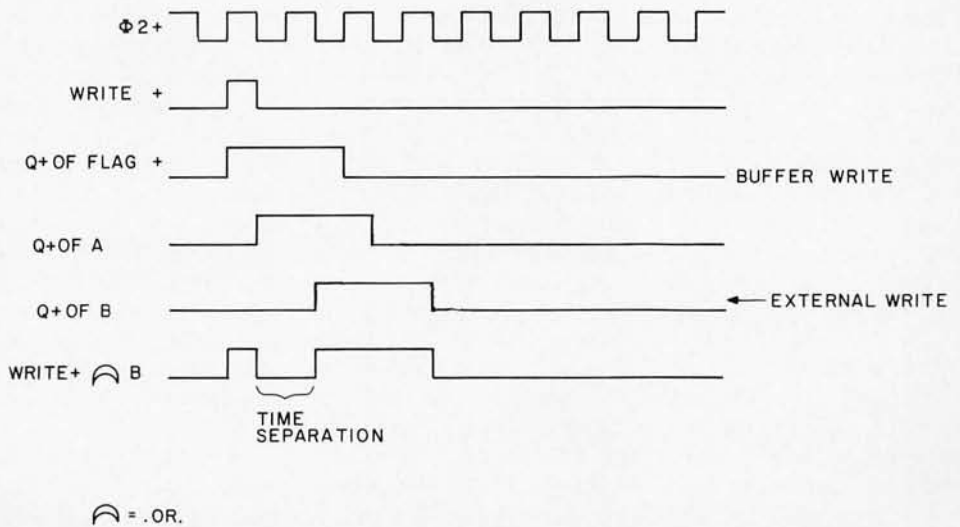 Φ2+
WRITE +
Q+ OF FLAG +
BUFFER WRITE
Q+OF A
Q+OF B
EXTERNAL WRITE
WRITE+ B
TIME
SEPARATION
= .OR.